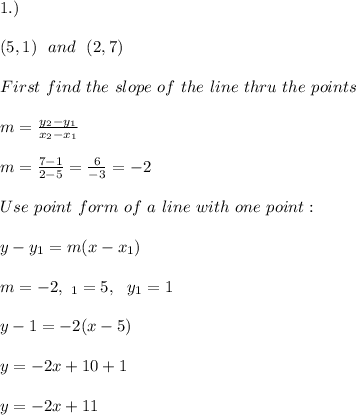 1.)
(5,1) and (2,7)
First find the slope of the line thru the points
m = \frac{y_2-y_1}{x_2-x_1}
m = \frac{7-1}{2-5} = \frac{6}{-3} = -2
Use point form of a line with one point :
y - y_1 = m(x - x_1)
m = -2, _1 = 5, y_1 = 1
y - 1 = -2(x - 5)
y = -2x + 10 + 1
y = -2x + 11